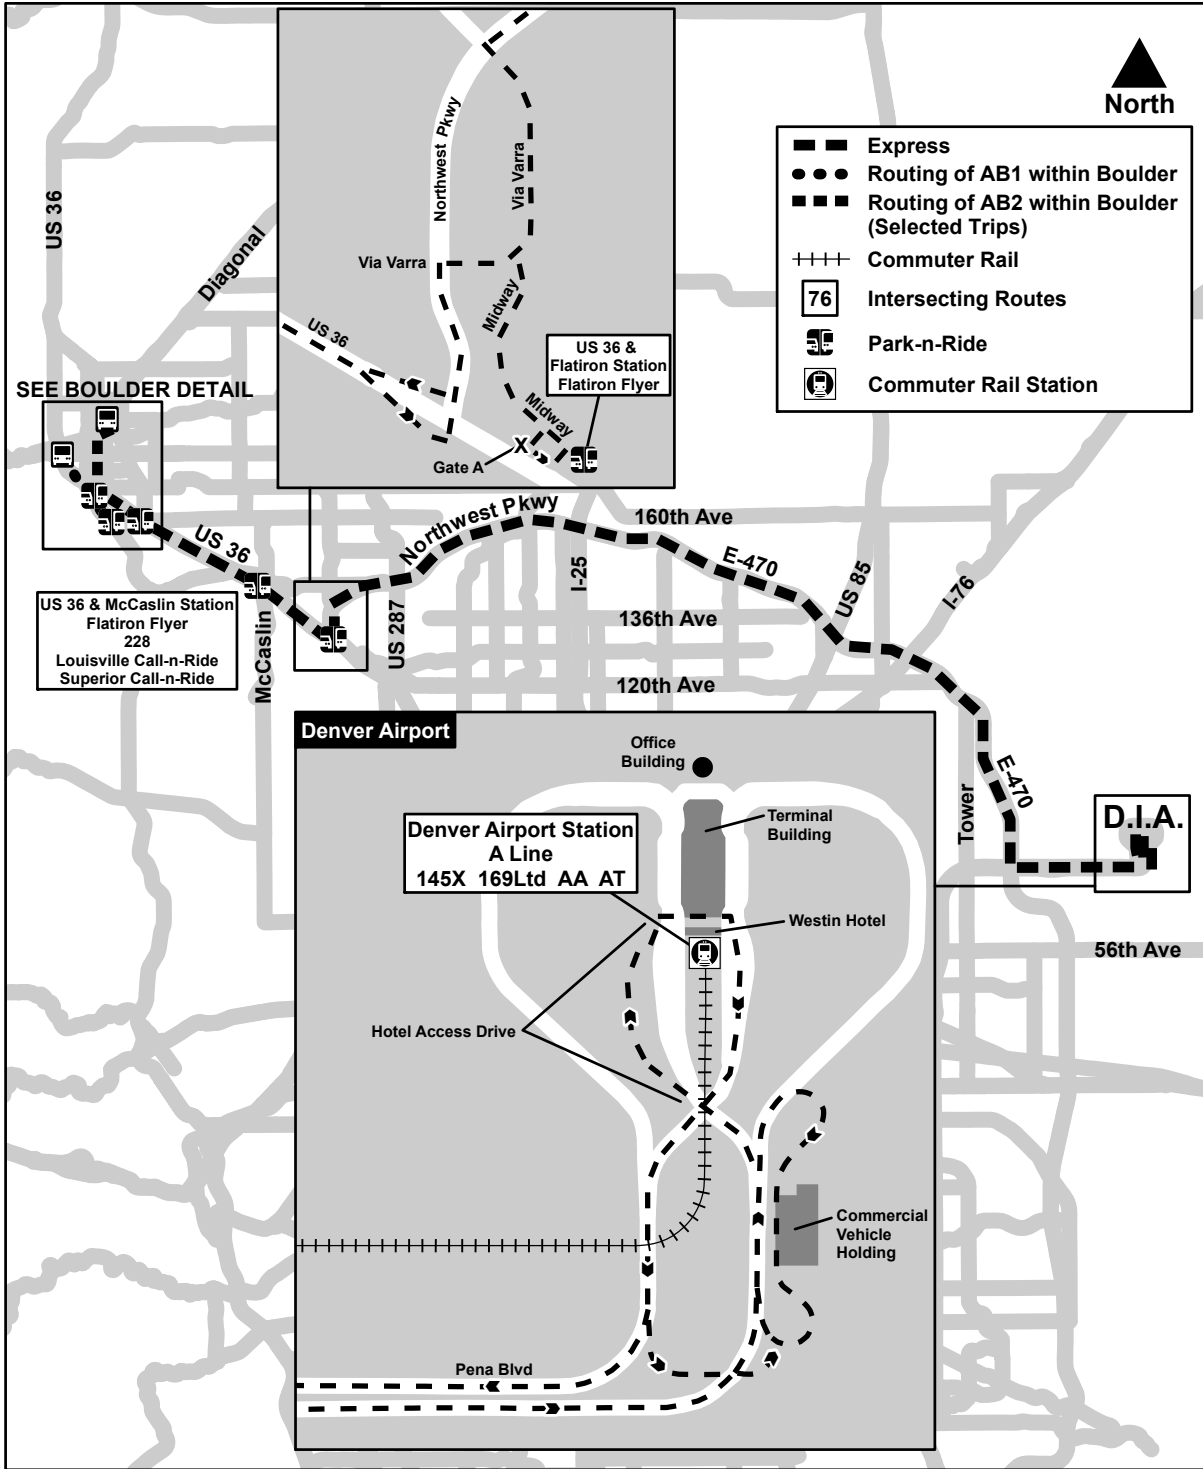 North
Express
Routing of AB1 within Boulder
Routing of AB2 within Boulder
(Selected Trips)
Commuter Rail
76
Intersecting Routes
Park-n-Ride
Commuter Rail Station
US 36
Diagonal
SEE BOULDER DETAIL
Northwest Pkwy
Via Varra
Via Varra
Midway
US 36
US 36 &
Flatiron Station
Flatiron Flyer
Midway
X
Gate A
US 36
Northwest Pkwy
160th Ave
E-470
I-25
US 85
I-76
US 36 & McCaslin Station
Flatiron Flyer
228
Louisville Call-n-Ride
Superior Call-n-Ride
McCaslin
US 287
136th Ave
120th Ave
Tower
E-470
D.I.A.
56th Ave
Denver Airport
Office
Building
Terminal
Building
Denver Airport Station
A Line
145X 169Ltd AA AT
Westin Hotel
Hotel Access Drive
Commercial
Vehicle
Holding
Pena Blvd